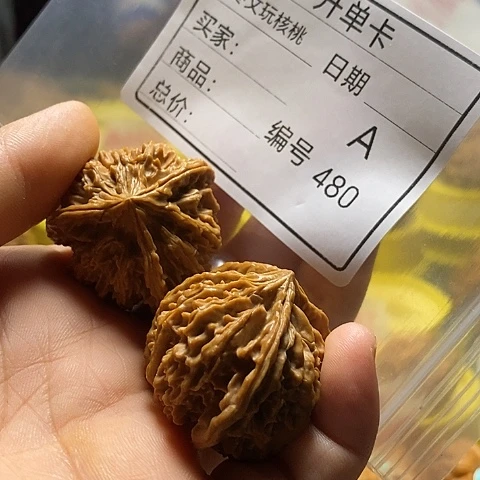 开单卡
文玩核桃
买家: 日期
商品:
总价: 编号 480
A